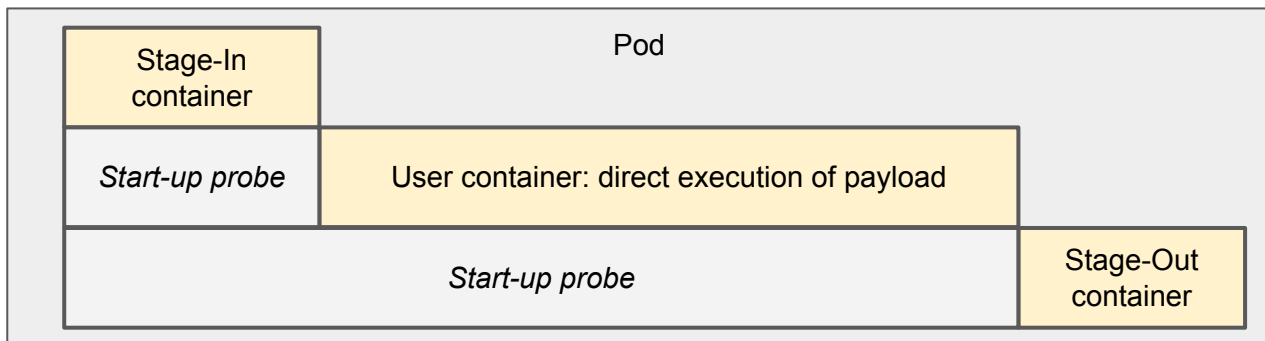 Pod
Stage-In
container
Start-up probe
User container: direct execution of payload
Start-up probe
Stage-Out
container